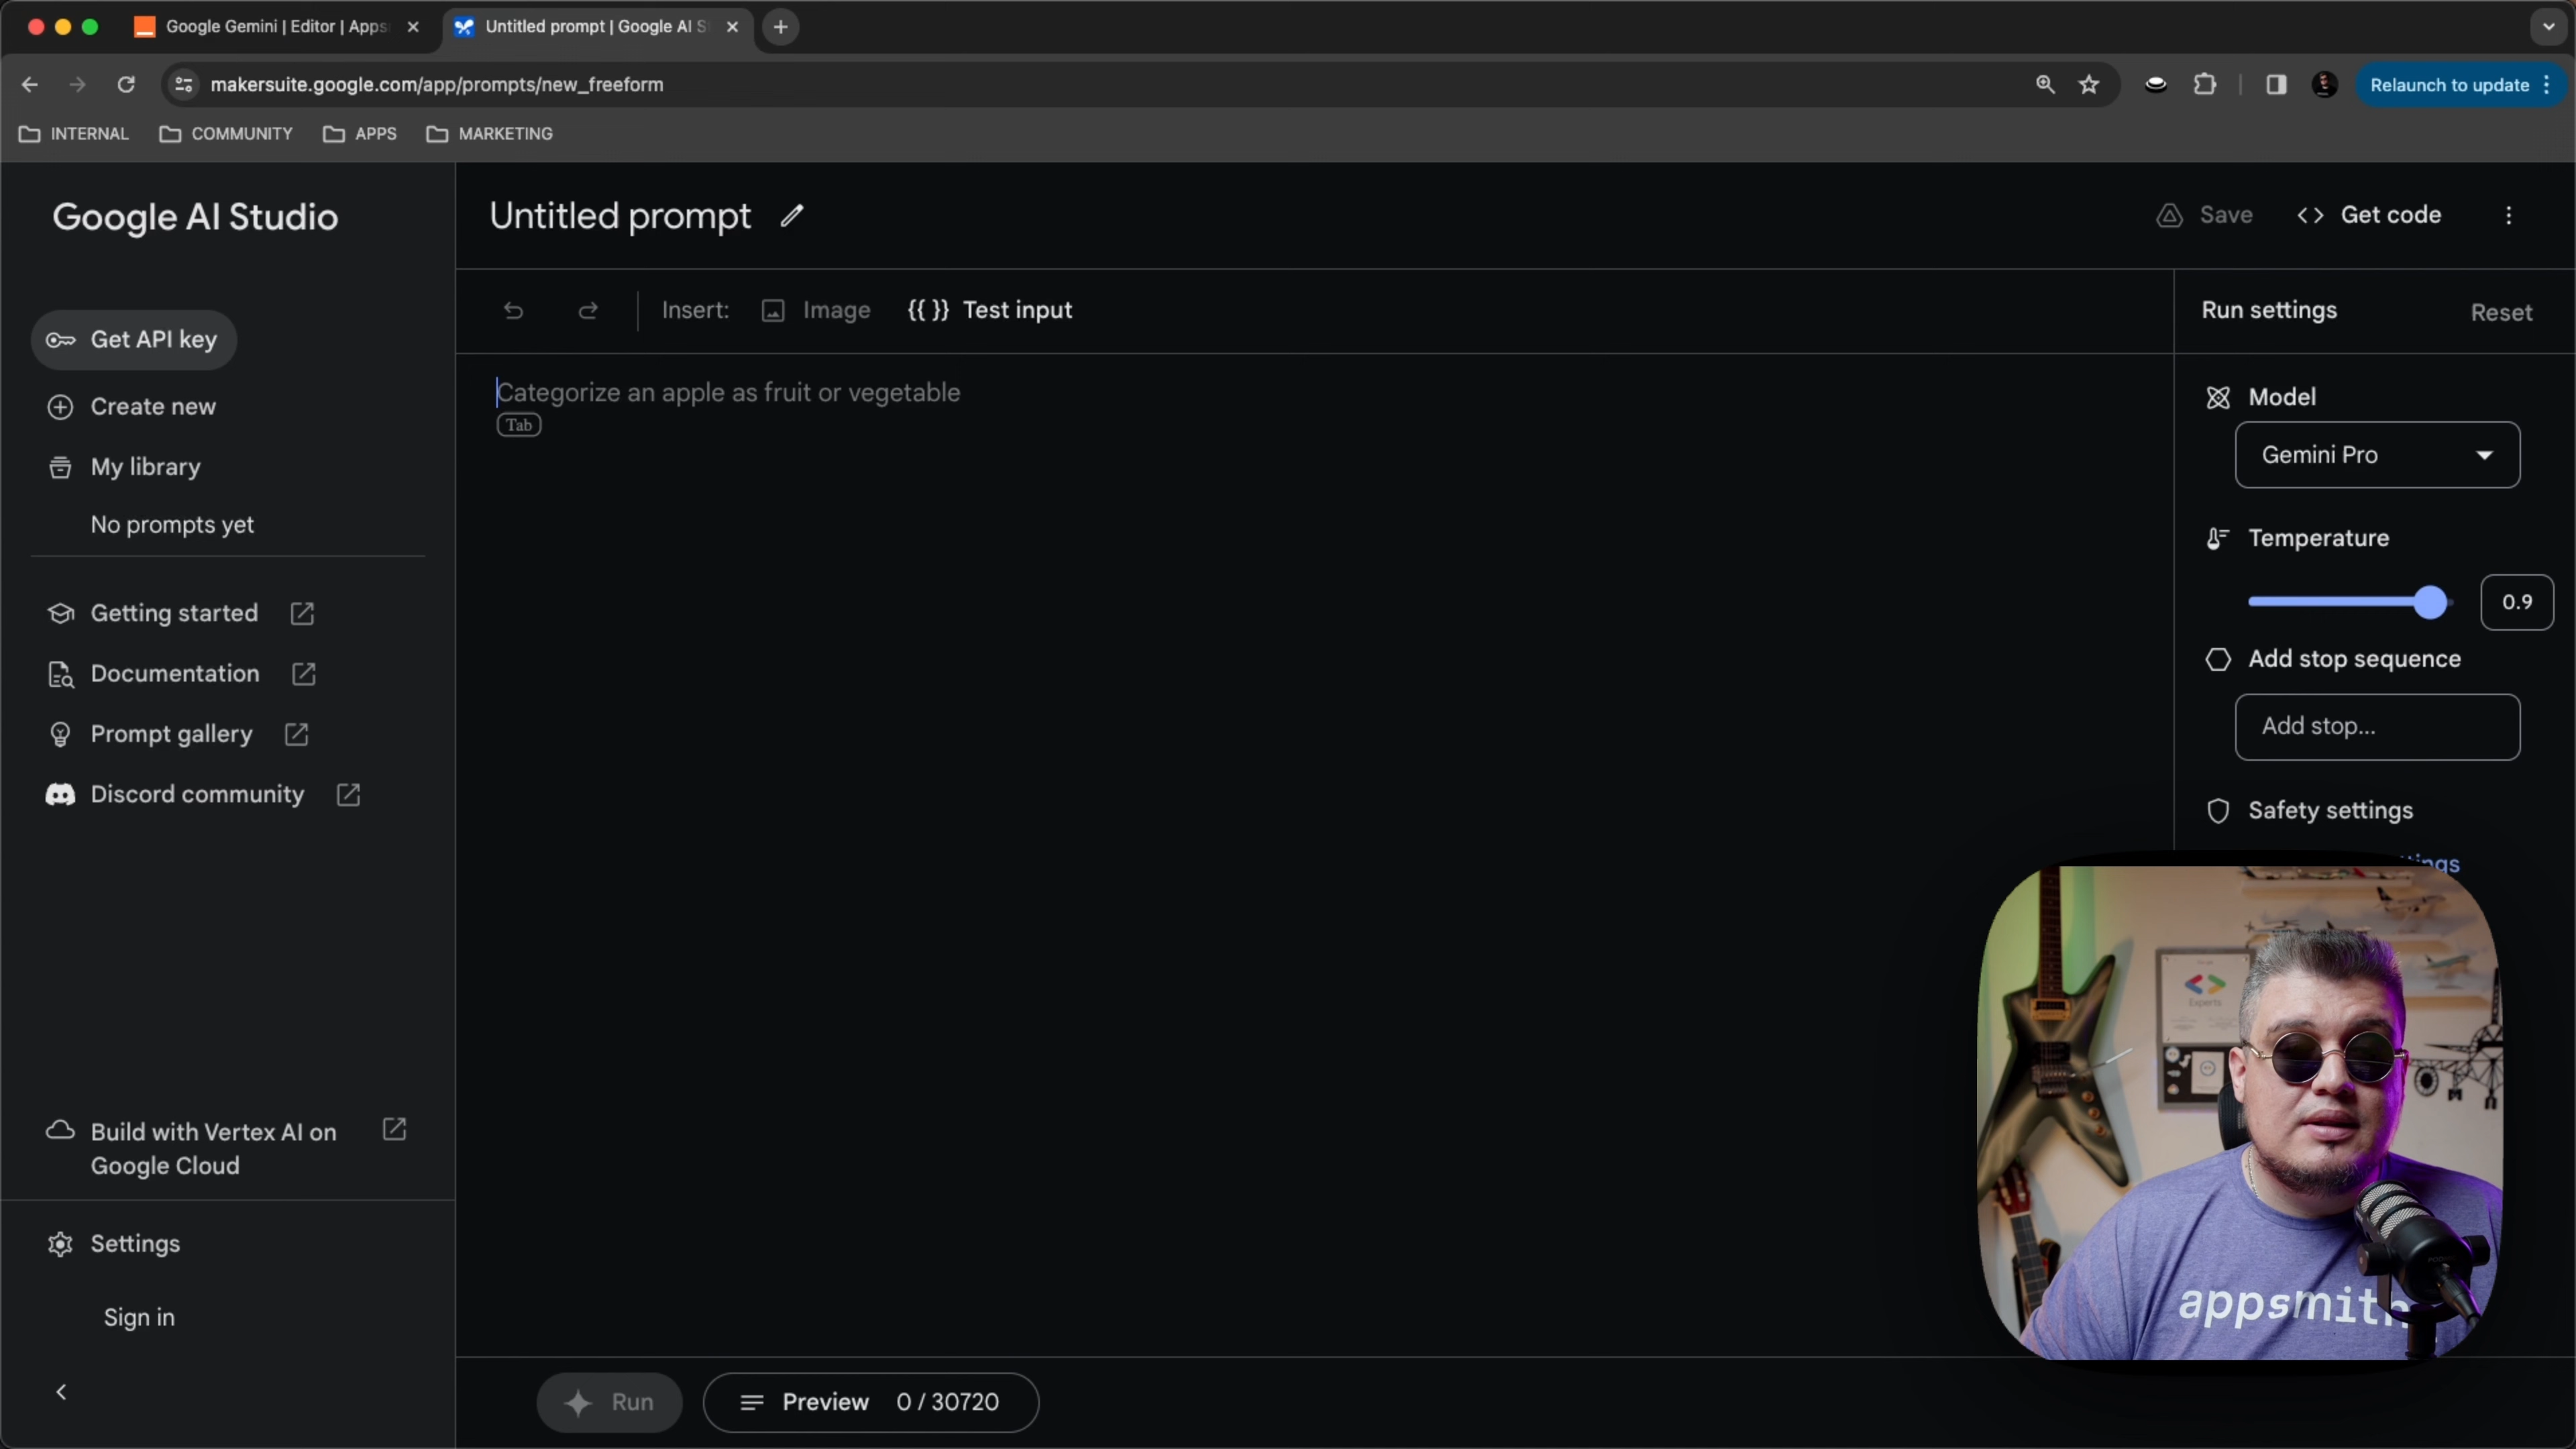 Google Gemini | Editor | Apps
Untitled prompt | Google AI S
makersuite.google.com/app/prompts/new_freeform
Relaunch to update
INTERNAL
COMMUNITY
APPS
MARKETING
Google AI Studio
Get API key
Create new
My library
No prompts yet
Getting started
Documentation
Prompt gallery
Discord community
Build with Vertex AI on
Google Cloud
Settings
Sign in
Untitled prompt
Save
Get code
Insert:
Image
{{ }} Test input
Categorize an apple as fruit or vegetable
Tab
Run
Preview 0 / 30720
Run settings
Reset
Model
Gemini Pro
Temperature
0.9
Add stop sequence
Add stop...
Safety settings
Experts
appsmith